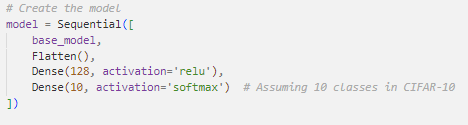 # Create the model
model = Sequential([
    base_model,
    Flatten(),
    Dense(128, activation='relu'),
    Dense(10, activation='softmax')  # Assuming 10 classes in CIFAR-10
])